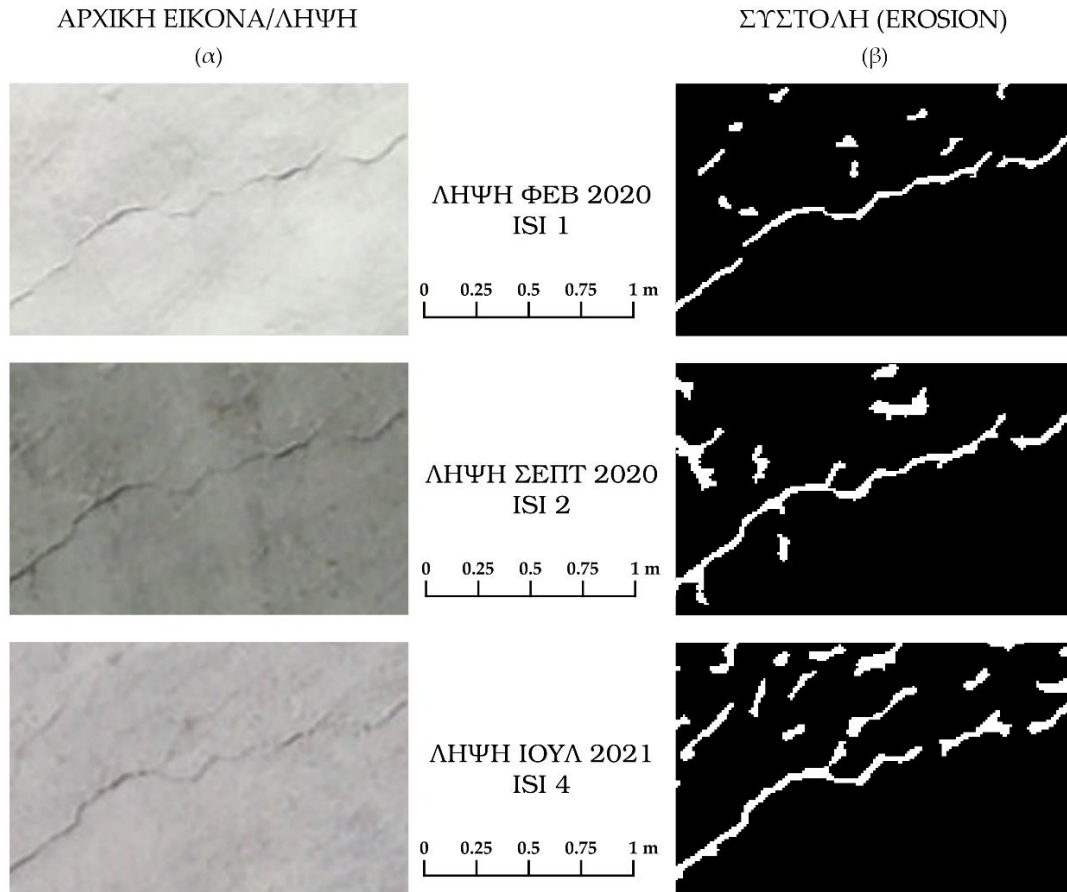 ΑΡΧΙΚΗ ΕΙΚΟΝΑ/ΛΗΨΗ
(α)
ΣΥΣΤΟΛΗ (EROSION)
(β)
ΛΗΨΗ ΦΕΒ 2020
ISI 1
0 0.25 0.5 0.75 1 m
ΛΗΨΗ ΣΕΠΤ 2020
ISI 2
0 0.25 0.5 0.75 1 m
ΛΗΨΗ ΙΟΥΛ 2021
ISI 4
0 0.25 0.5 0.75 1 m